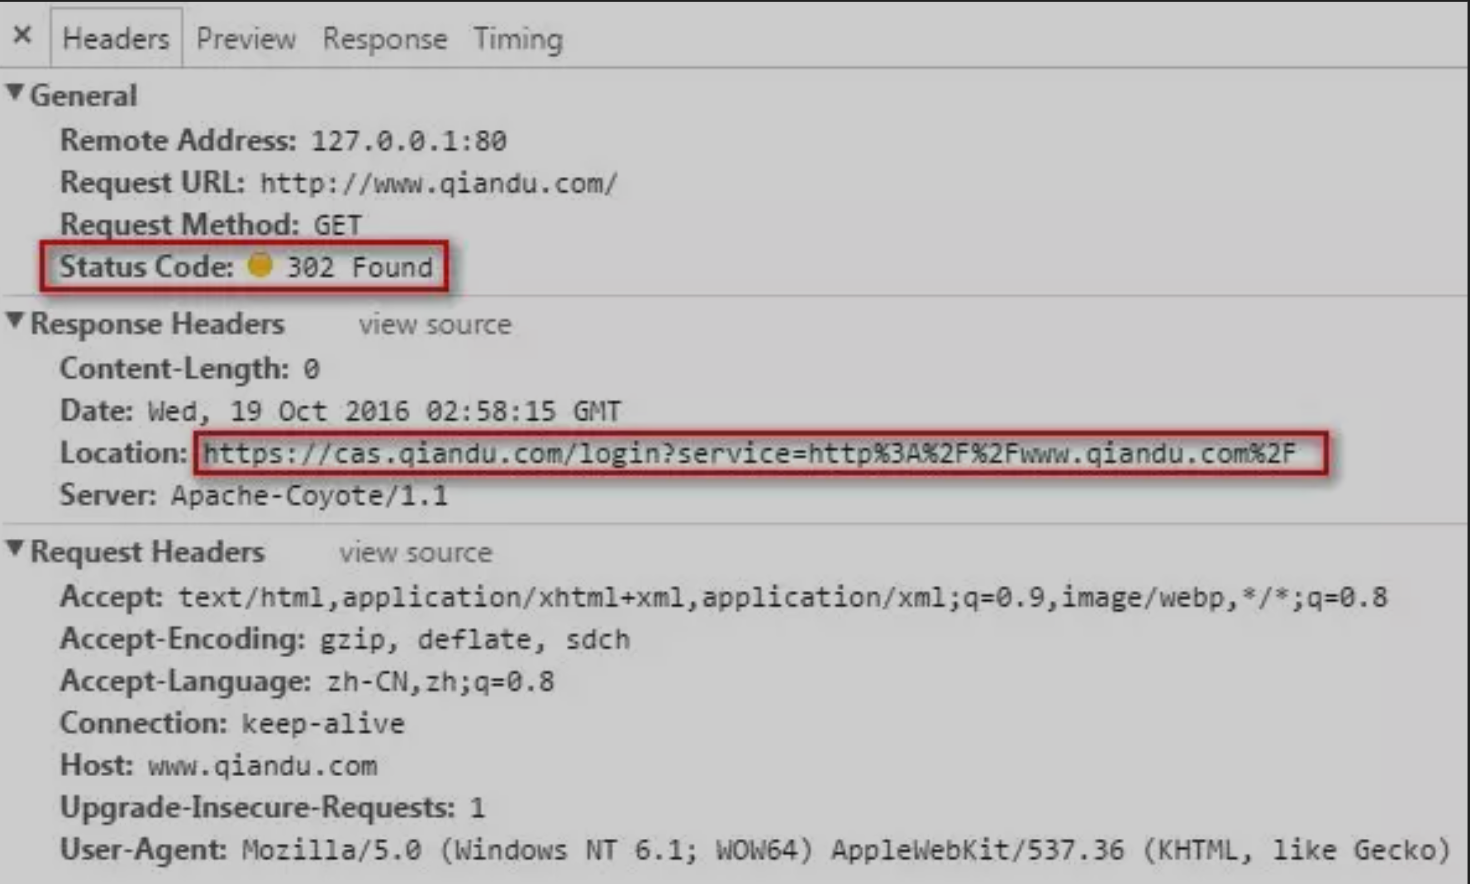 × Headers Preview Response Timing
▼ General
Remote Address: 127.0.0.1:80
Request URL: http://www.qiandu.com/
Request Method: GET
Status Code: 302 Found
▼ Response Headers view source
Content-Length: 0
Date: Wed, 19 Oct 2016 02:58:15 GMT
Location: https://cas.qiandu.com/login?service=http%3A%2F%2Fwww.qiandu.com%2F
Server: Apache-Coyote/1.1
▼ Request Headers view source
Accept: text/html,application/xhtml+xml,application/xml;q=0.9,image/webp,*/*;q=0.8
Accept-Encoding: gzip, deflate, sdch
Accept-Language: zh-CN,zh;q=0.8
Connection: keep-alive
Host: www.qiandu.com
Upgrade-Insecure-Requests: 1
User-Agent: Mozilla/5.0 (Windows NT 6.1; WOW64) AppleWebKit/537.36 (KHTML, like Gecko)